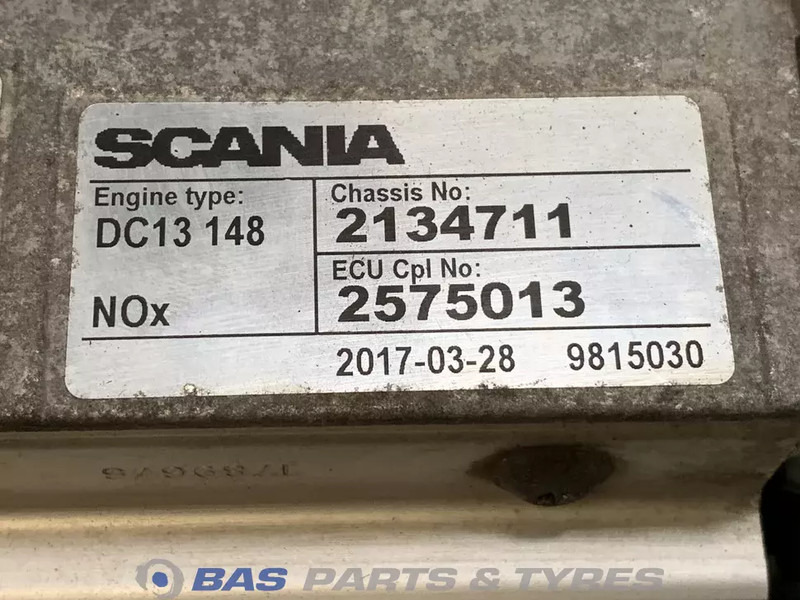 SCANIA
Engine type:
DC13 148
NOx
Chassis No:
2134711
ECU Cpl No:
2575013
2017-03-28 9815030
BAS PARTS & TYRES